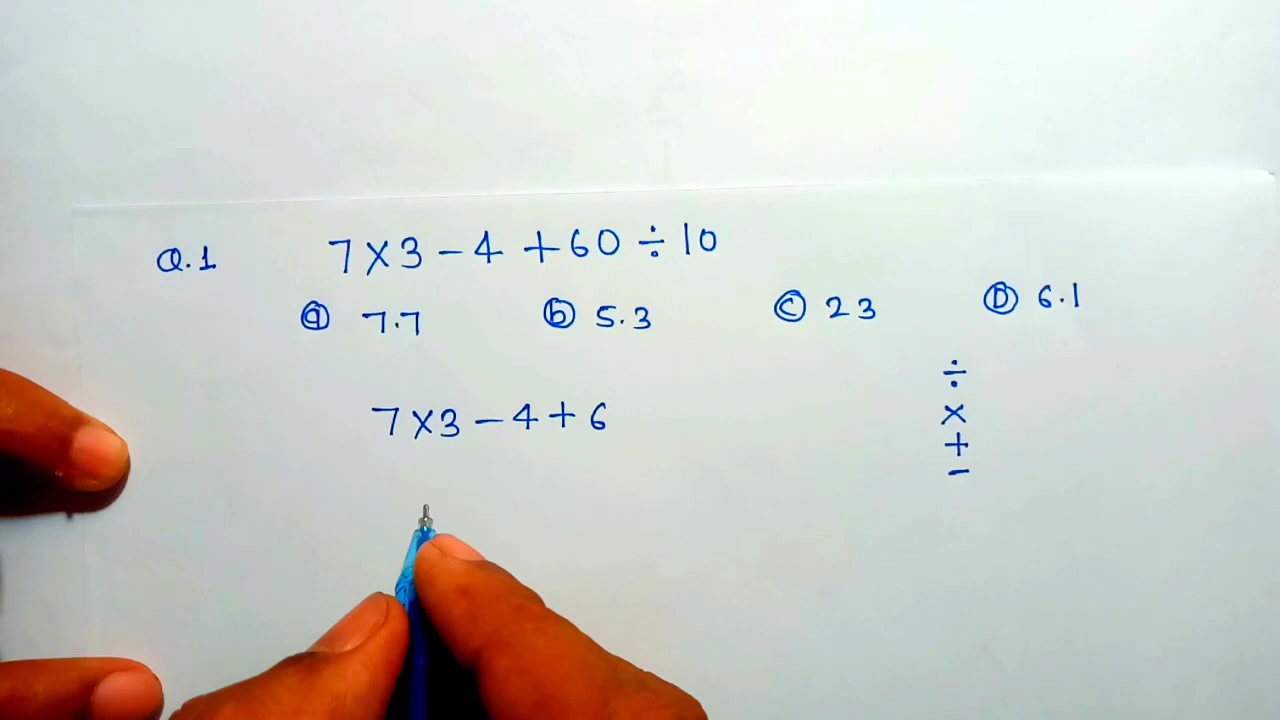 Q.1 7×3-4+60÷10
ⓐ 7.7 ⓑ 5.3 Ⓒ 23 Ⓓ 6.1
÷
7×3-4+6 ×
+
-